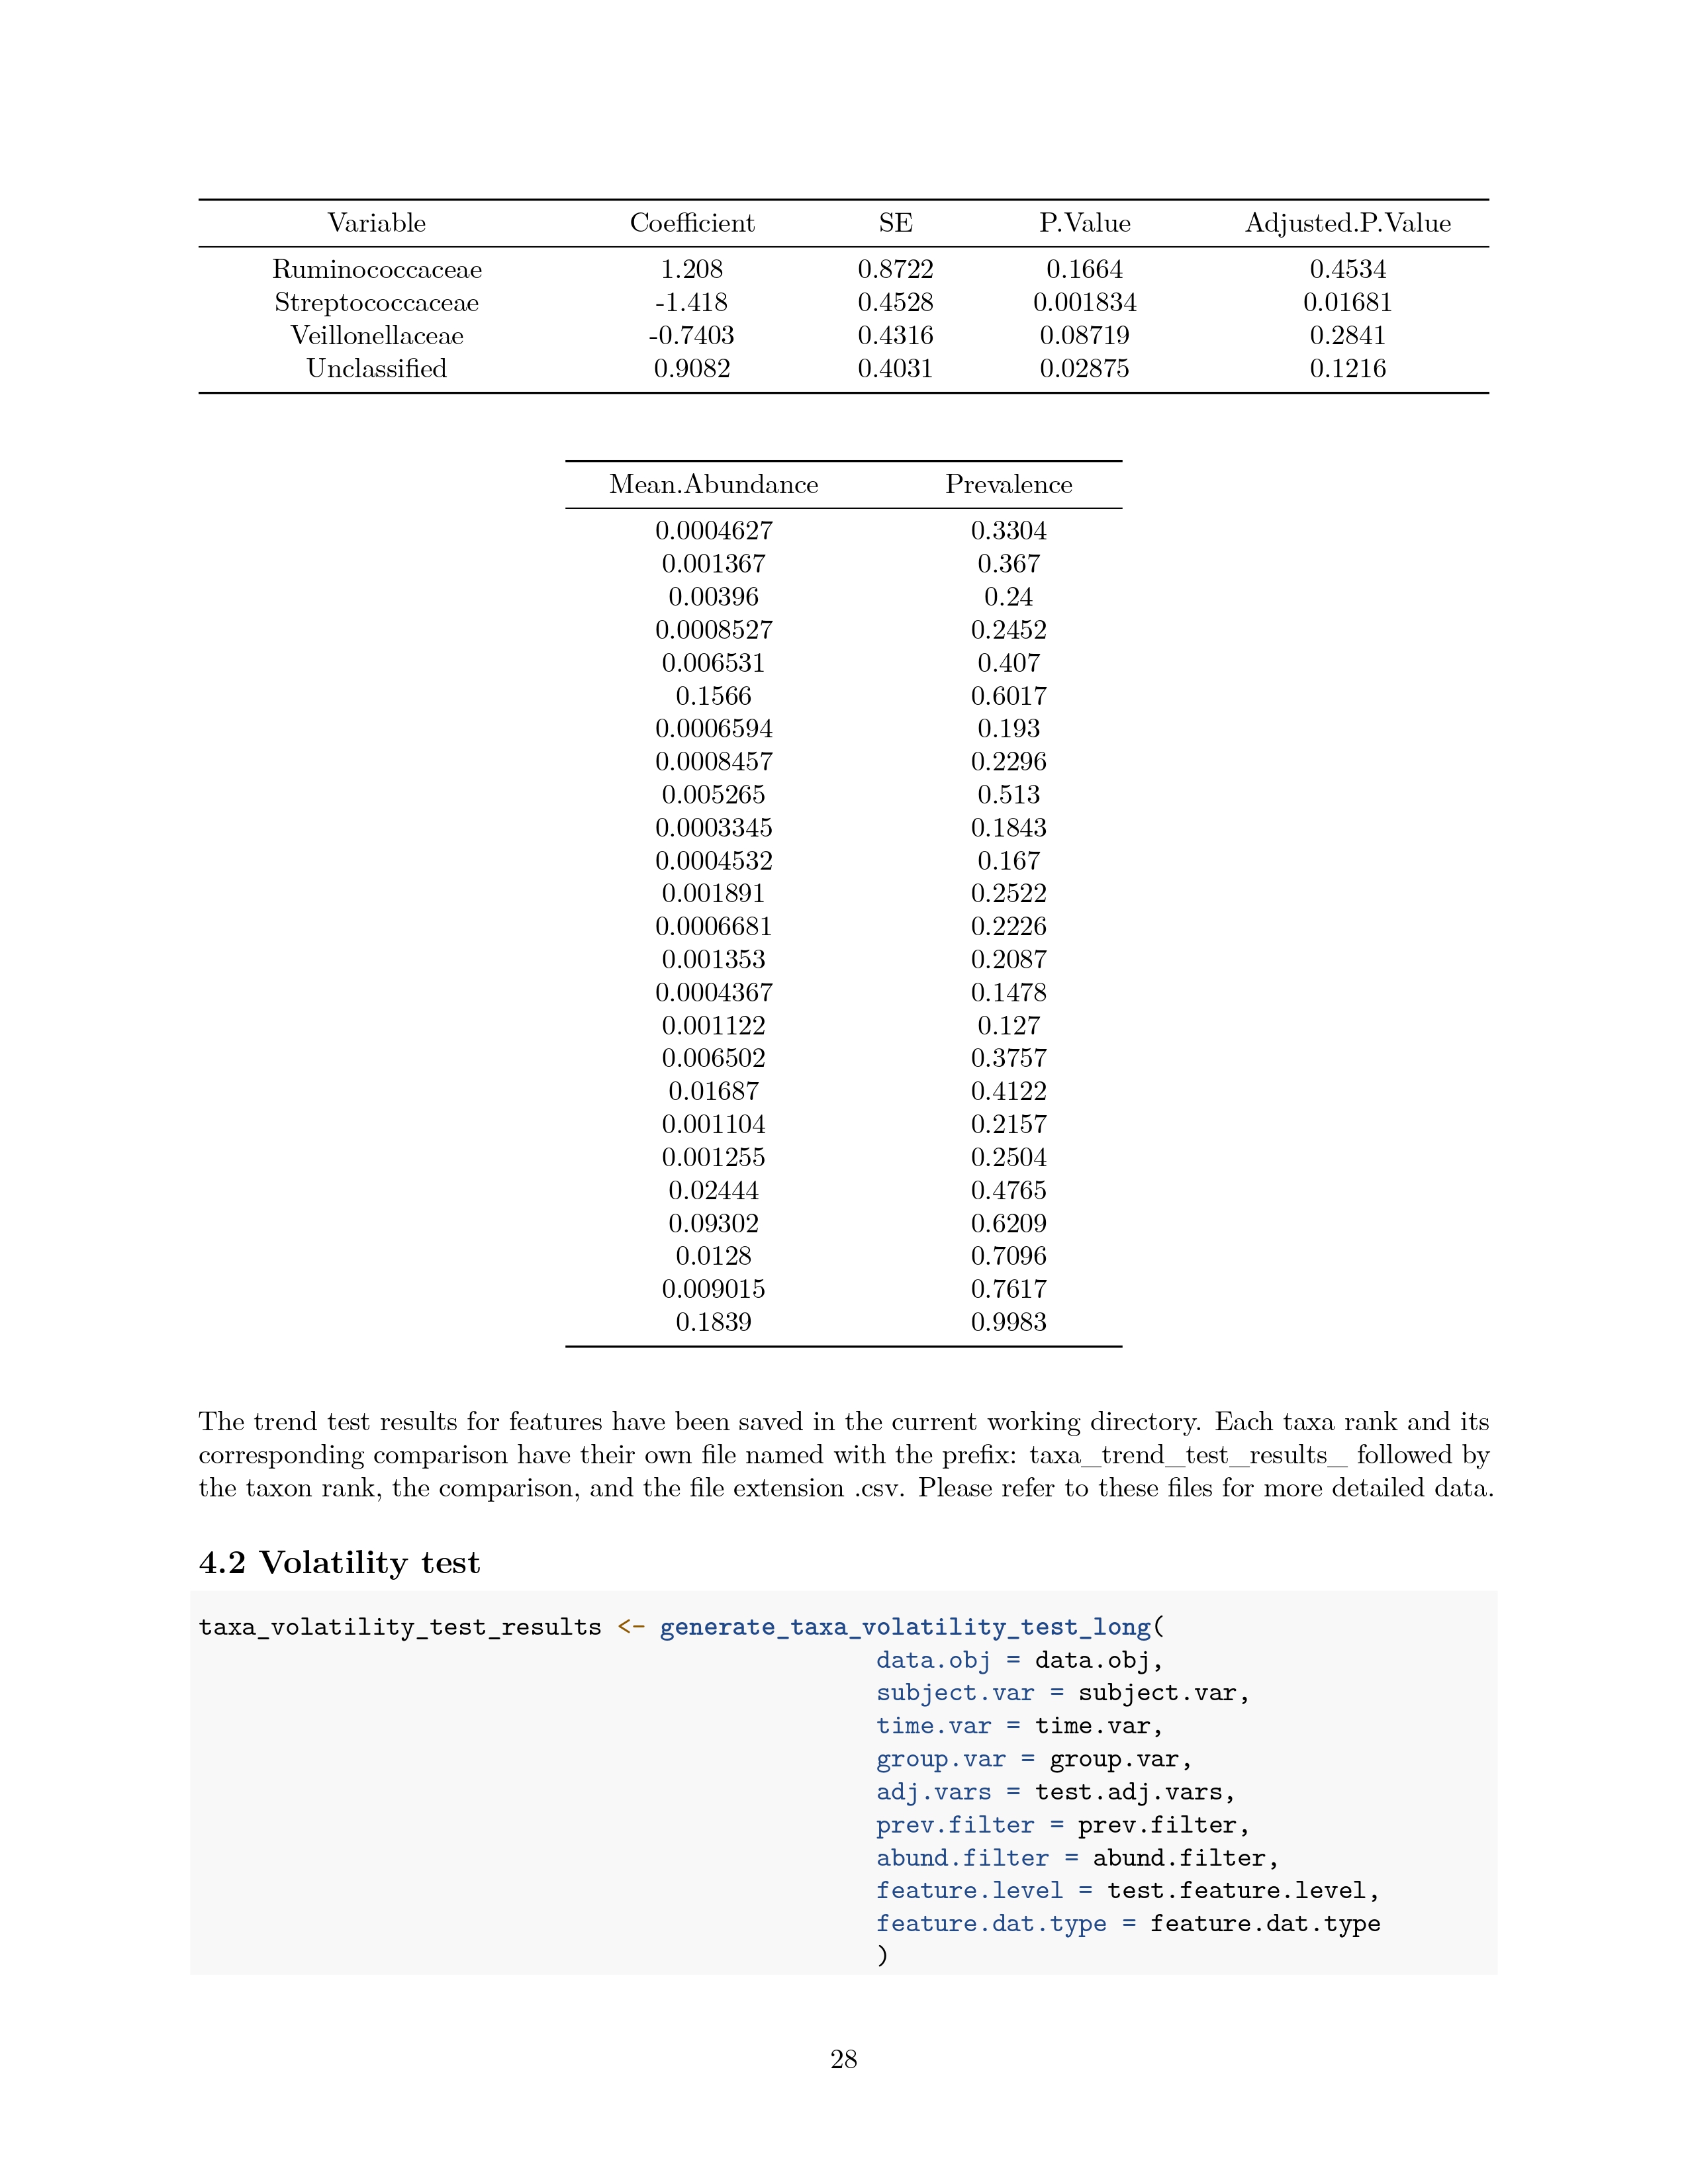 Variable Coefficient SE P.Value Adjusted.P.Value
Ruminococcaceae 1.208 0.8722 0.1664 0.4534
Streptococcaceae -1.418 0.4528 0.001834 0.01681
Veillonellaceae -0.7403 0.4316 0.08719 0.2841
Unclassified 0.9082 0.4031 0.02875 0.1216
Mean.Abundance Prevalence
0.0004627 0.3304
0.001367 0.367
0.00396 0.24
0.0008527 0.2452
0.006531 0.407
0.1566 0.6017
0.0006594 0.193
0.0008457 0.2296
0.005265 0.513
0.0003345 0.1843
0.0004532 0.167
0.001891 0.2522
0.0006681 0.2226
0.001353 0.2087
0.0004367 0.1478
0.001122 0.127
0.006502 0.3757
0.01687 0.4122
0.001104 0.2157
0.001255 0.2504
0.02444 0.4765
0.09302 0.6209
0.0128 0.7096
0.009015 0.7617
0.1839 0.9983
The trend test results for features have been saved in the current working directory. Each taxa rank and its
corresponding comparison have their own file named with the prefix: taxa_trend_test_results_ followed by
the taxon rank, the comparison, and the file extension .csv. Please refer to these files for more detailed data.
4.2 Volatility test
taxa_volatility_test_results <- generate_taxa_volatility_test_long(
data.obj = data.obj,
subject.var = subject.var,
time.var = time.var,
group.var = group.var,
adj.vars = test.adj.vars,
prev.filter = prev.filter,
abund.filter = abund.filter,
feature.level = test.feature.level,
feature.dat.type = feature.dat.type
)
28